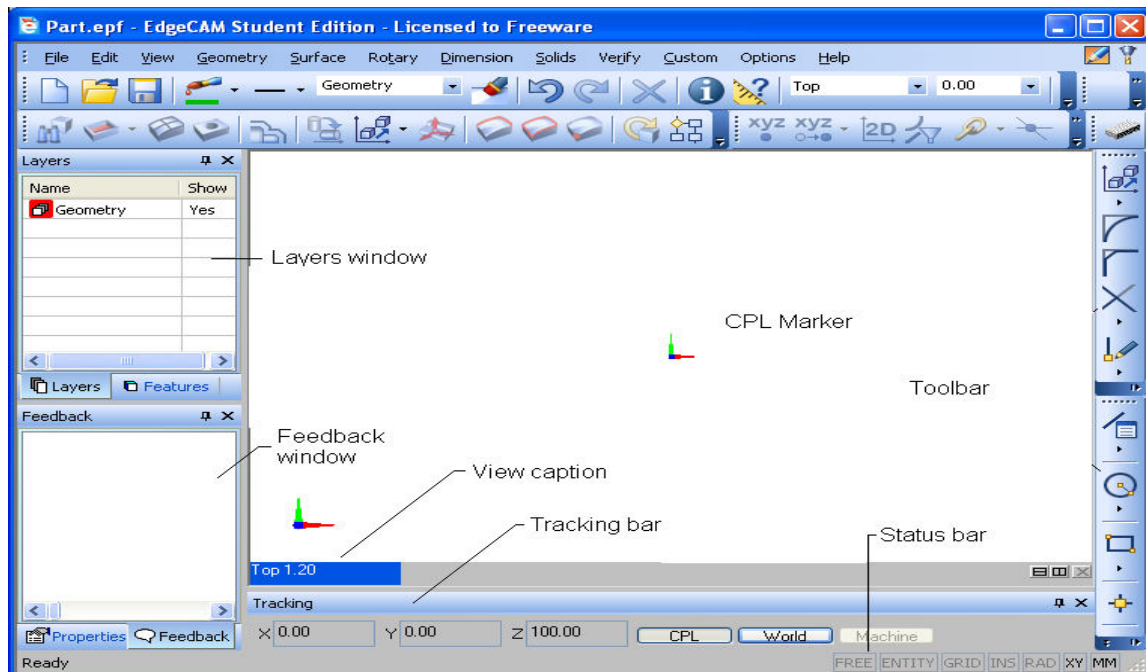 Part.epf - EdgeCAM Student Edition - Licensed to Freeware
File Edit View Geometry Surface Rotary Dimension Solids Verify Custom Options Help
Geometry Top 0.00
xyz xyz 2D
Layers
Name Show
Geometry Yes
Layers window
CPL Marker
Toolbar
Layers Features
Feedback
Feedback
window
View caption
Tracking bar
Status bar
Top 1.20
Tracking
X 0.00 Y 0.00 Z 100.00 CPL World Machine
Properties Feedback
Ready FREE ENTITY GRID INS RAD XY MM